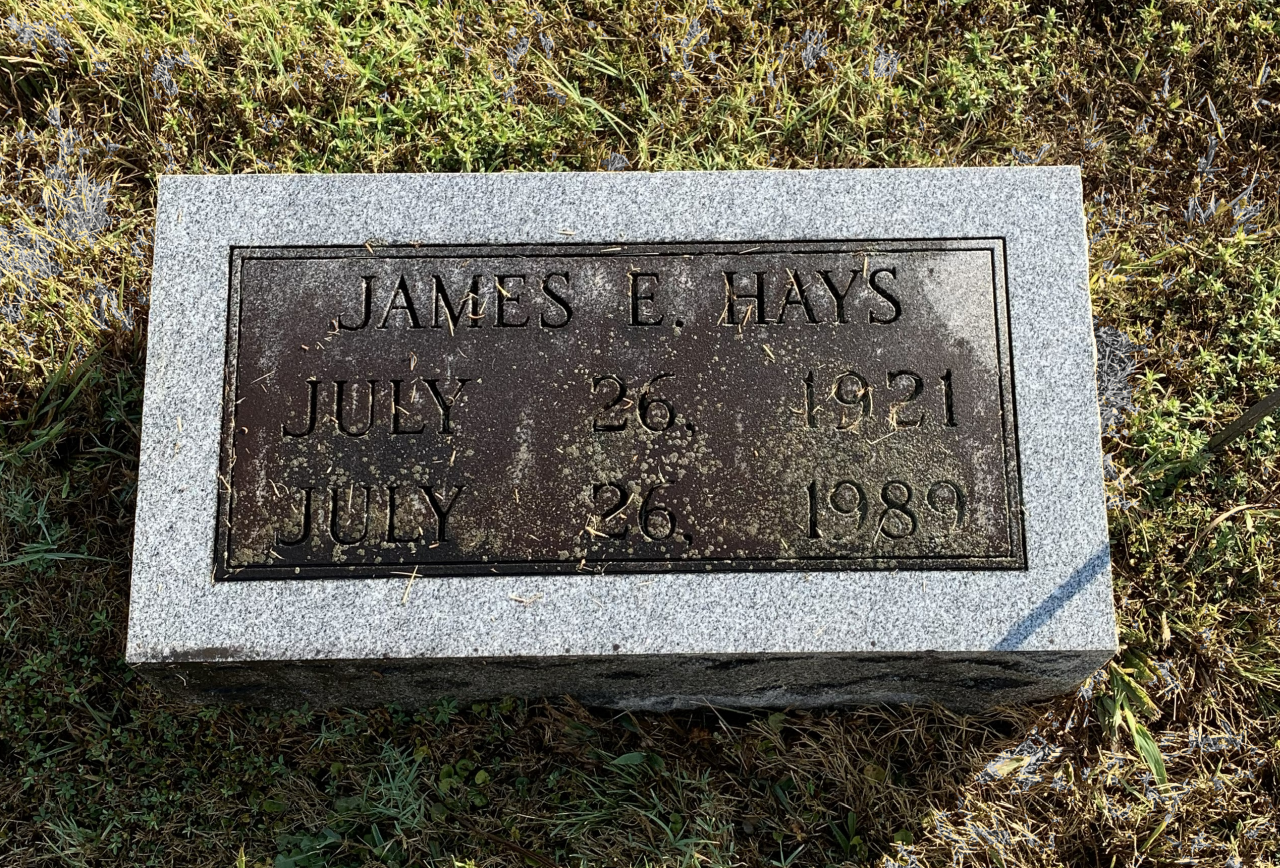 JAMES E. HAYS
JULY 26, 1921
JULY 26, 1989